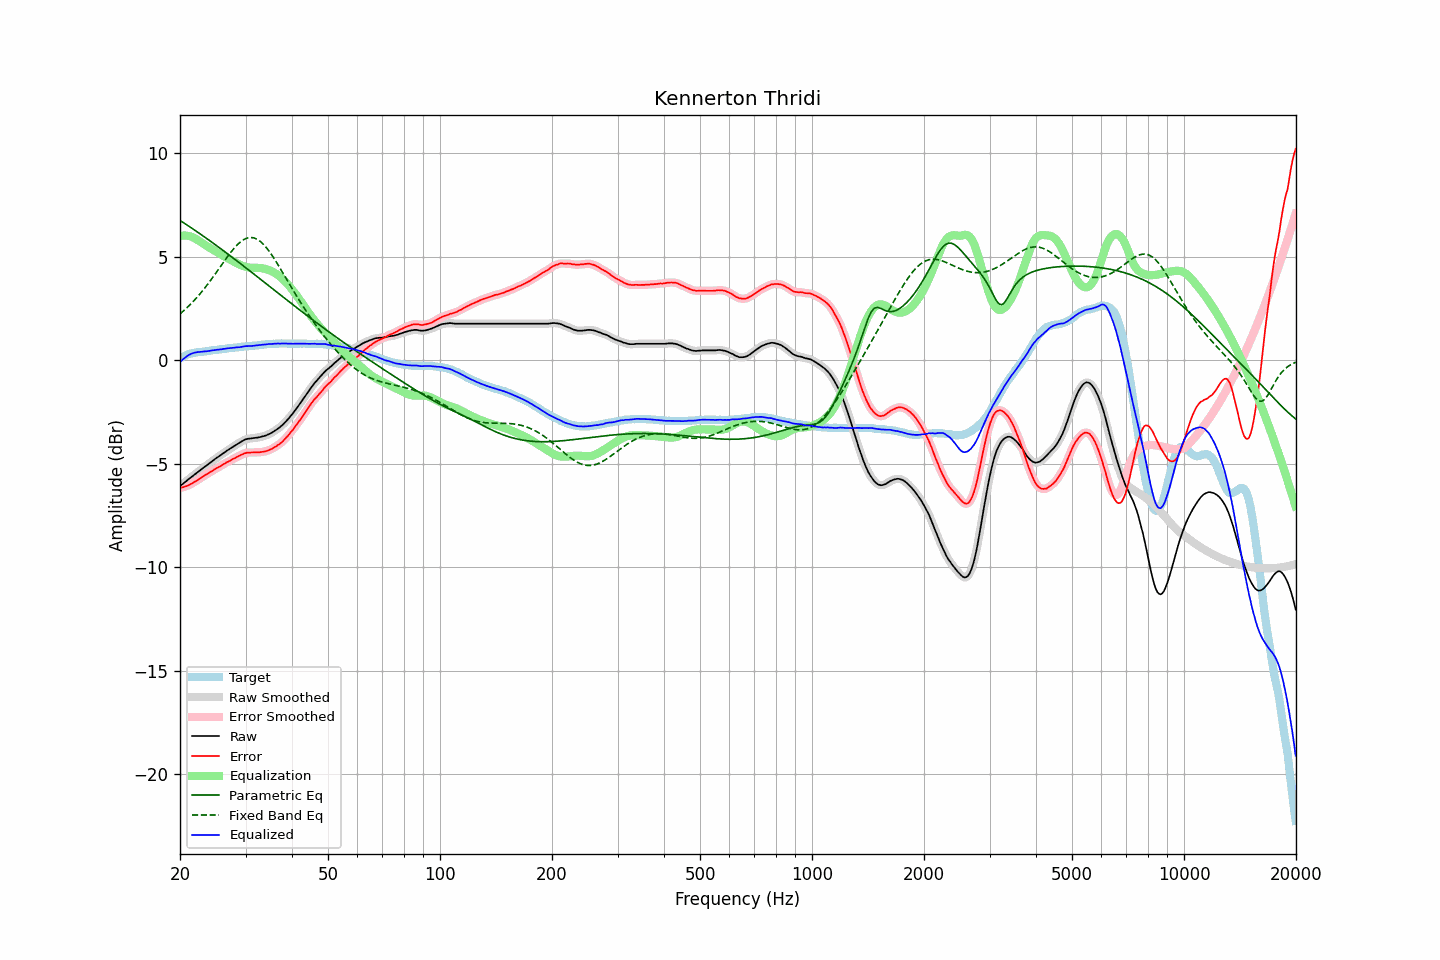 Kennerton Thridi
Amplitude (dBr)
10
5
0
−5
−10
−15
−20
Target
Raw Smoothed
Error Smoothed
Raw
Error
Equalization
Parametric Eq
Fixed Band Eq
Equalized
20 50 100 200 500 1000 2000 5000 10000 20000
Frequency (Hz)